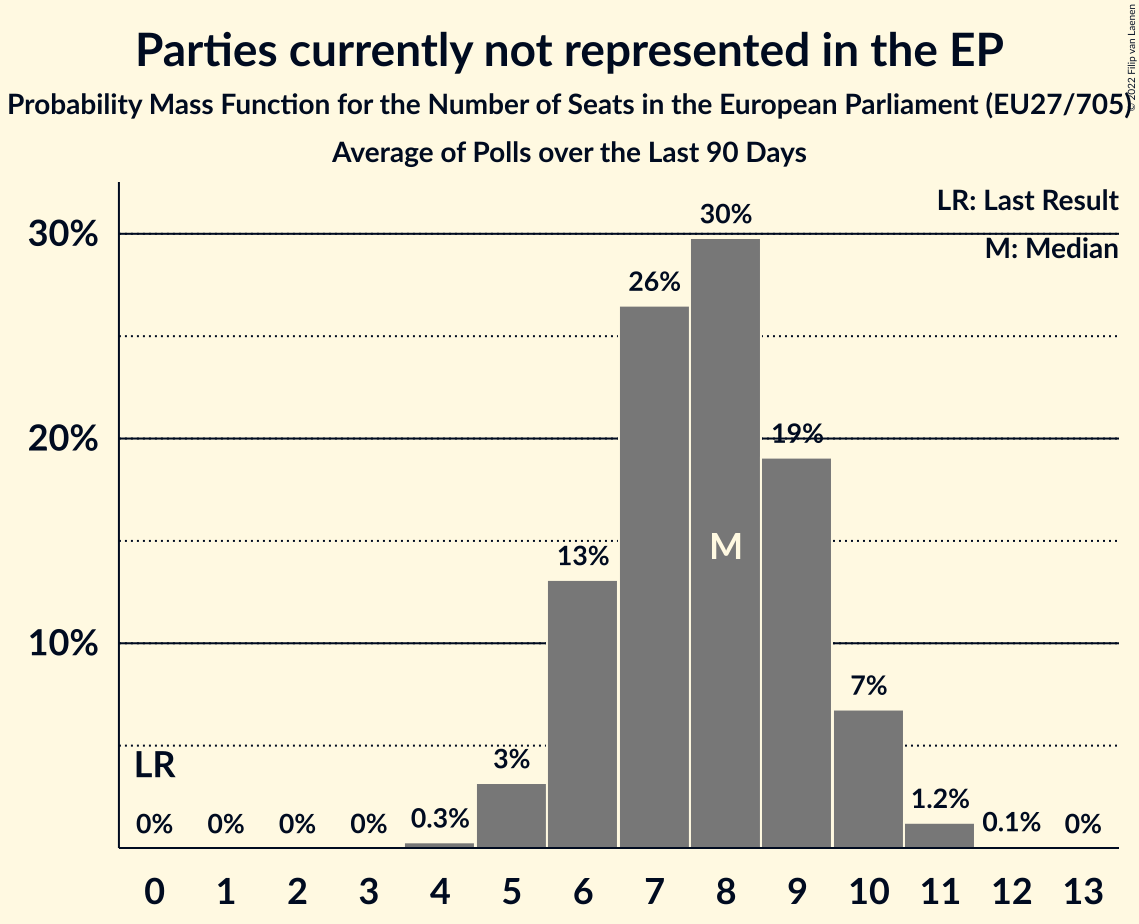 Parties currently not represented in the EP
Probability Mass Function for the Number of Seats in the European Parliament (EU27/705)
Average of Polls over the Last 90 Days
© 2022 Filip van Laenen
LR: Last Result
M: Median
30%
20%
10%
LR
M
0% 0% 0% 0% 0.3% 3% 13% 26% 30% 19% 7% 1.2% 0.1% 0%
0 1 2 3 4 5 6 7 8 9 10 11 12 13